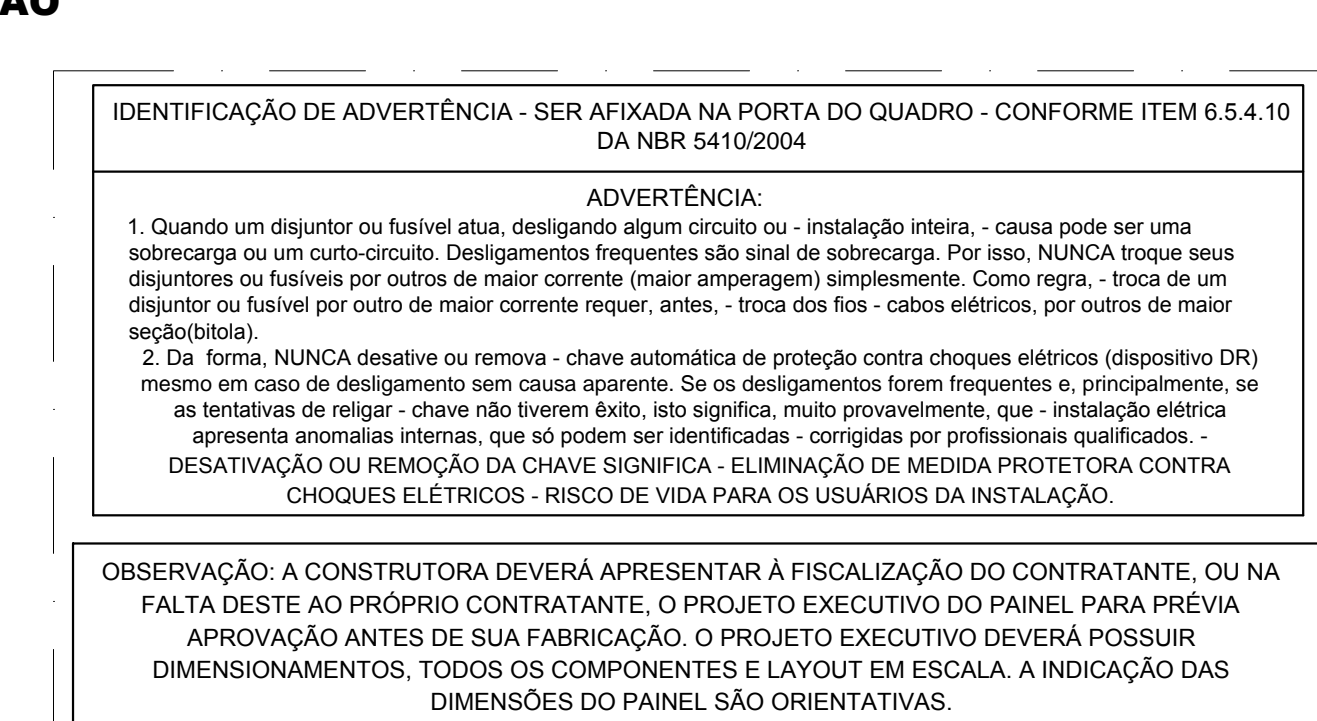 IDENTIFICAÇÃO DE ADVERTÊNCIA - SER AFIXADA NA PORTA DO QUADRO - CONFORME ITEM 6.5.4.10
DA NBR 5410/2004
ADVERTÊNCIA:
1. Quando um disjuntor ou fusível atua, desligando algum circuito ou - instalação inteira, - causa pode ser uma
sobrecarga ou um curto-circuito. Desligamentos frequentes são sinal de sobrecarga. Por isso, NUNCA troque seus
disjuntores ou fusíveis por outros de maior corrente (maior amperagem) simplesmente. Como regra, - troca de um
disjuntor ou fusível por outro de maior corrente requer, antes, - troca dos fios - cabos elétricos, por outros de maior
seção(bitola).
2. Da  forma, NUNCA desative ou remova - chave automática de proteção contra choques elétricos (dispositivo DR)
mesmo em caso de desligamento sem causa aparente. Se os desligamentos forem frequentes e, principalmente, se
as tentativas de religar - chave não tiverem êxito, isto significa, muito provavelmente, que - instalação elétrica
apresenta anomalias internas, que só podem ser identificadas - corrigidas por profissionais qualificados. -
DESATIVAÇÃO OU REMOÇÃO DA CHAVE SIGNIFICA - ELIMINAÇÃO DE MEDIDA PROTETORA CONTRA
CHOQUES ELÉTRICOS - RISCO DE VIDA PARA OS USUÁRIOS DA INSTALAÇÃO.
OBSERVAÇÃO: A CONSTRUTORA DEVERÁ APRESENTAR À FISCALIZAÇÃO DO CONTRATANTE, OU NA
FALTA DESTE AO PRÓPRIO CONTRATANTE, O PROJETO EXECUTIVO DO PAINEL PARA PRÉVIA
APROVAÇÃO ANTES DE SUA FABRICAÇÃO. O PROJETO EXECUTIVO DEVERÁ POSSUIR
DIMENSIONAMENTOS, TODOS OS COMPONENTES E LAYOUT EM ESCALA. A INDICAÇÃO DAS
DIMENSÕES DO PAINEL SÃO ORIENTATIVAS.